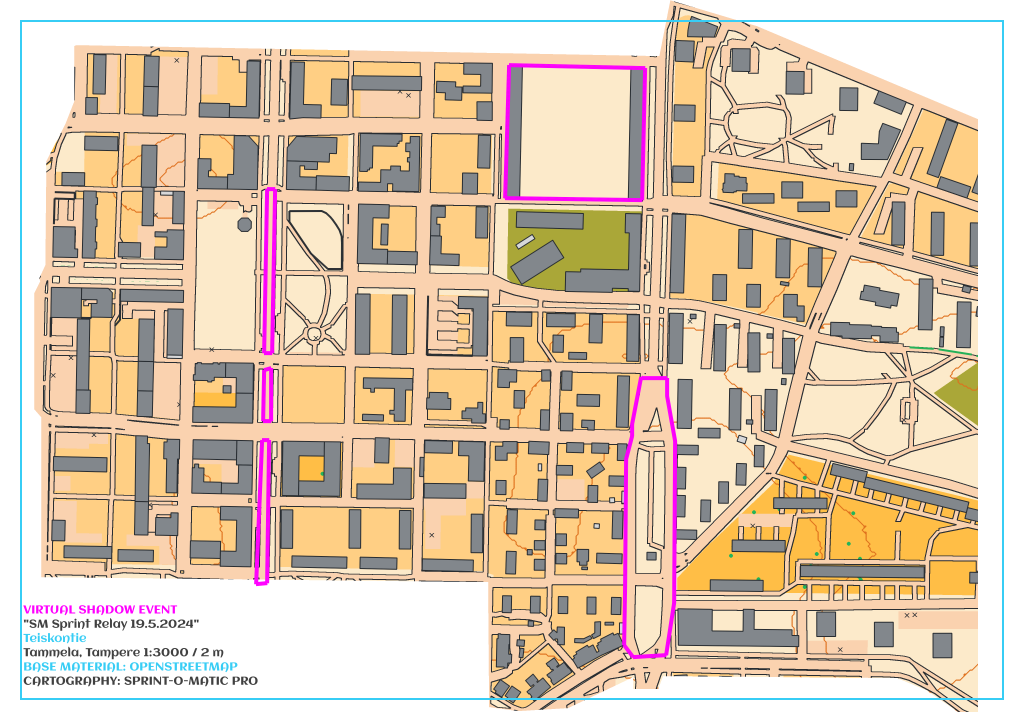 VIRTUAL SHADOW EVENT
"SM Sprint Relay 19.5.2024"
Teiskontie
Tammela, Tampere 1:3000 / 2 m
BASE MATERIAL: OPENSTREETMAP
CARTOGRAPHY: SPRINT-O-MATIC PRO